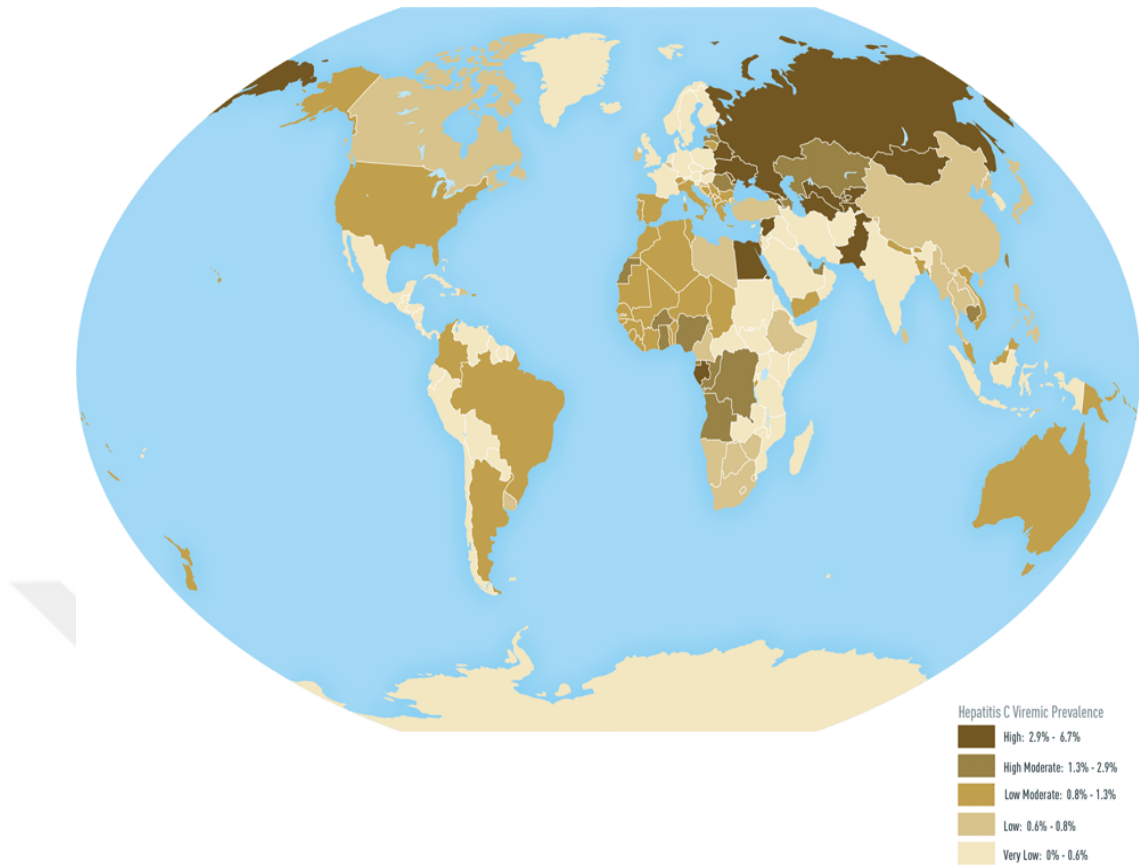 Hepatitis C Viremic Prevalence
High: 2.9% - 6.7%
High Moderate: 1.3% - 2.9%
Low Moderate: 0.8% - 1.3%
Low: 0.6% - 0.8%
Very Low: 0% - 0.6%